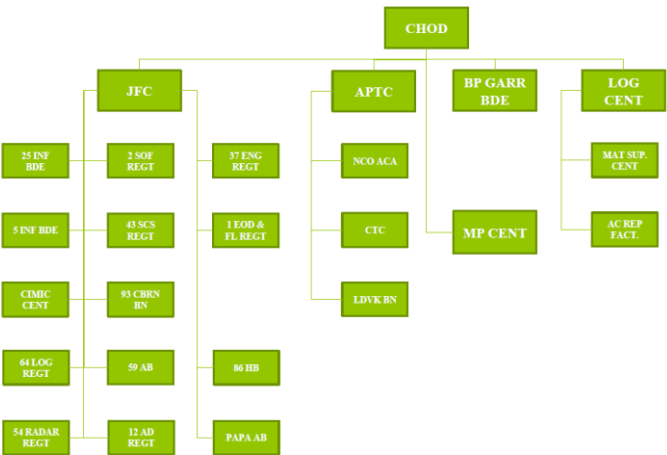 CHOD
JFC
APTC
BP GARR
BDE
LOG
CENT
25 INF
BDE
2 SOF
REGT
37 ENG
REGT
NCO ACA
MAT SUP.
CENT
5 INF BDE
43 SCS
REGT
1 EOD &
FL REGT
CTC
MP CENT
AC REP
FACT.
CIMIC
CENT
93 CBRN
BN
LDVK BN
64 LOG
REGT
59 AB
86 HB
54 RADAR
REGT
12 AD
REGT
PAPA AB